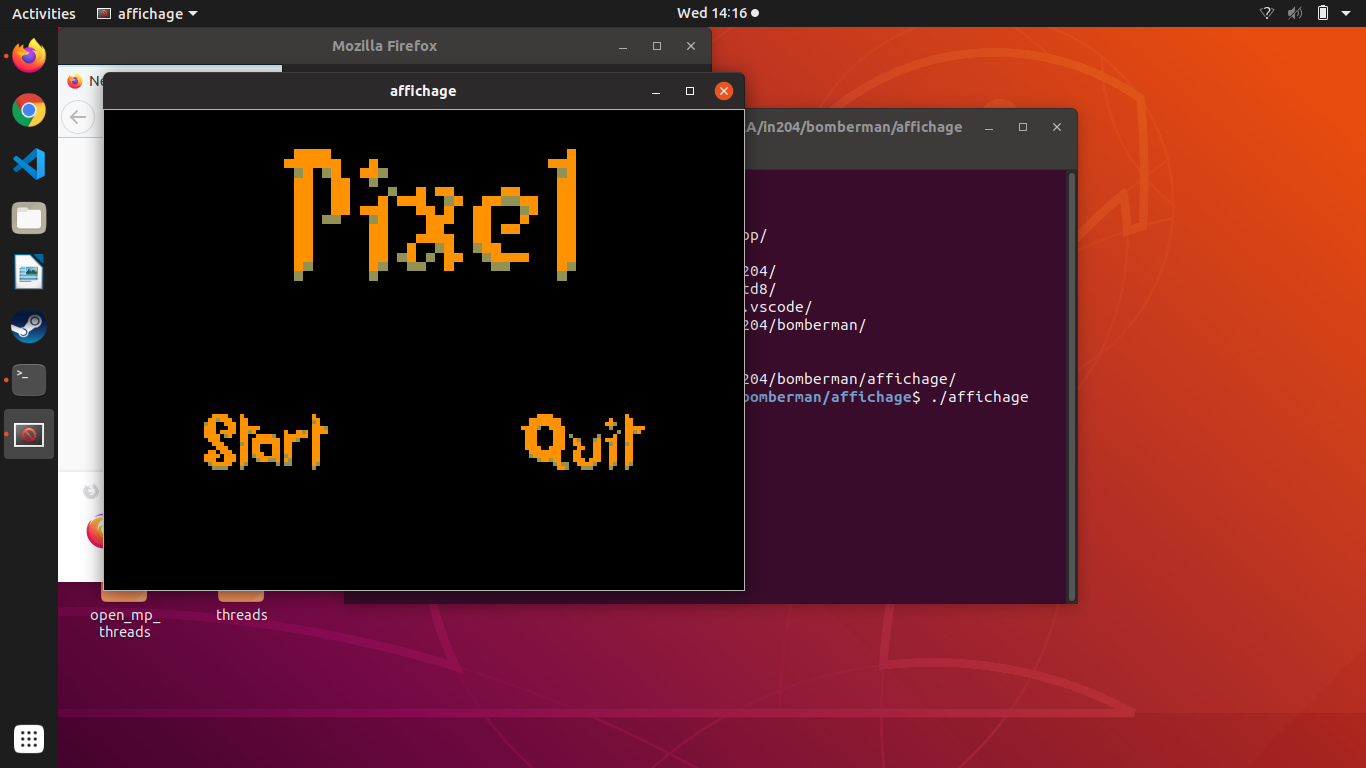 Activities
affichage
Wed 14:16
Mozilla Firefox
affichage
A/in204/bomberman/affichage
Pixel
op/
204/
td8/
.vscode/
204/bomberman/
204/bomberman/affichage/
bomberman/affichage$ ./affichage
Start
Quit
open_mp_
threads
threads